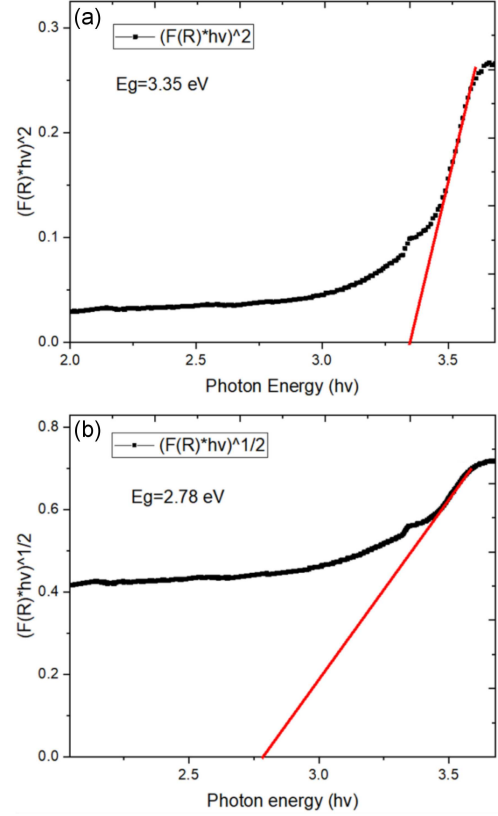 (a)
(F(R)*hv)^2
Eg=3.35 eV
(F(R)*hv)^2
0.3
0.2
0.1
0.0
2.0 2.5 3.0 3.5
Photon Energy (hv)
(b)
(F(R)*hv)^1/2
Eg=2.78 eV
(F(R)*hv)^1/2
0.8
0.6
0.4
0.2
0.0
2.5 3.0 3.5
Photon energy (hv)